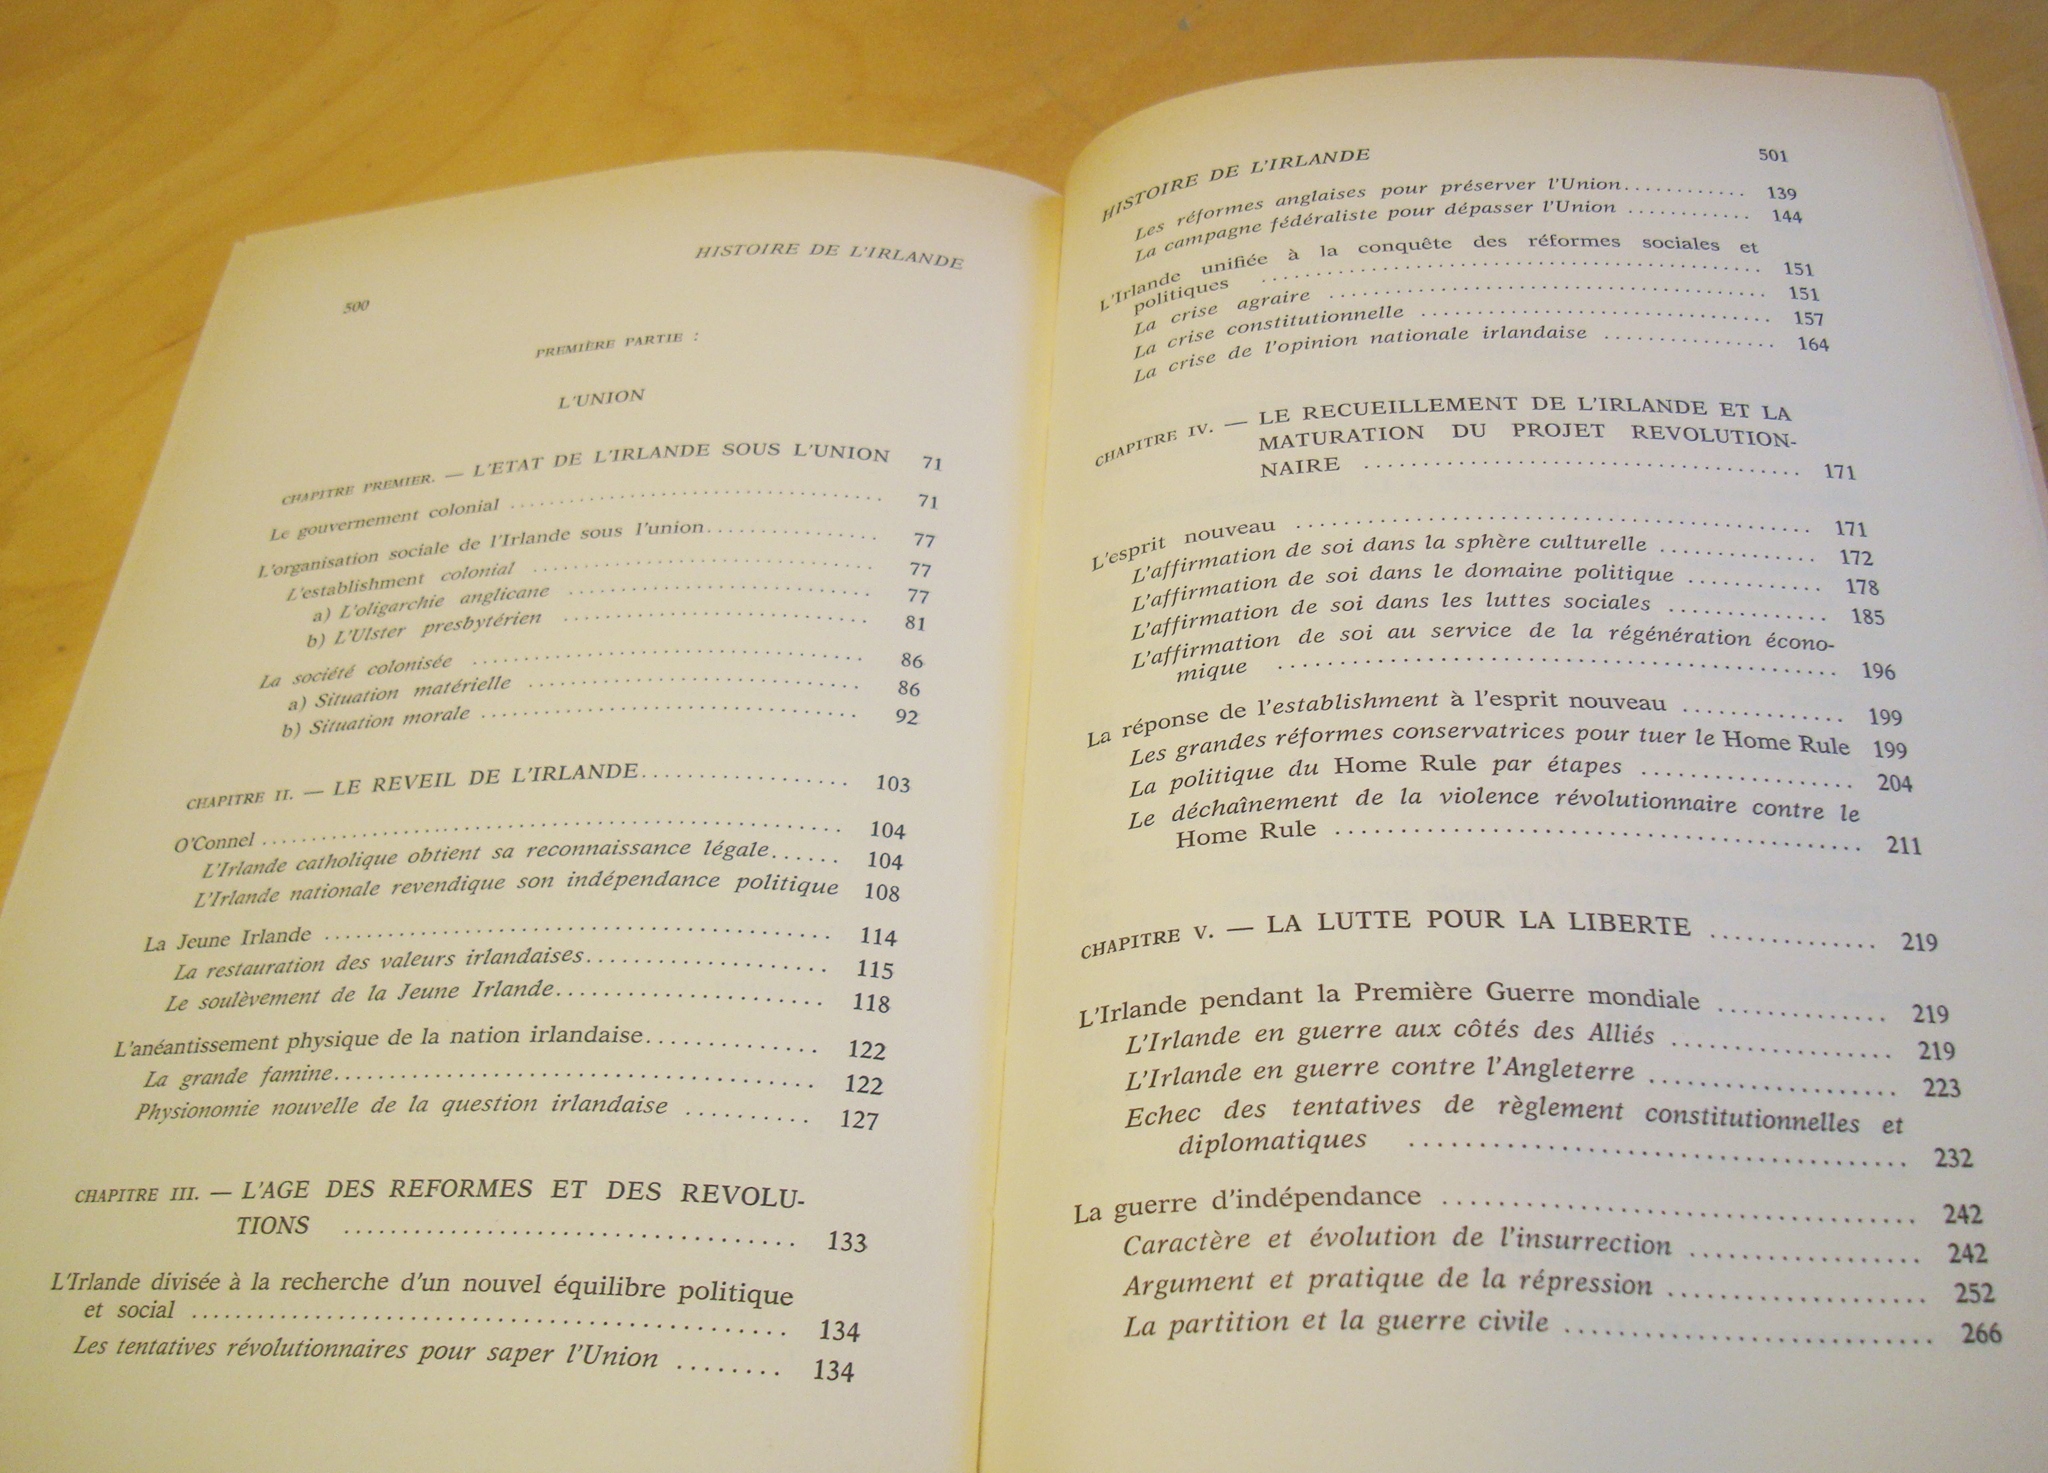 500
HISTOIRE DE L'IRLANDE
PREMIÈRE PARTIE :
L'UNION
CHAPITRE PREMIER. — L'ETAT DE L'IRLANDE SOUS L'UNION 71
Le gouvernement colonial .......... 71
L'organisation sociale de l'Irlande sous l'union.......... 77
L'establishment colonial .......... 77
a) L'oligarchie anglicane .......... 77
b) L'Ulster presbytérien .......... 81
La société colonisée .......... 86
a) Situation matérielle .......... 86
b) Situation morale .......... 92
CHAPITRE II. — LE REVEIL DE L'IRLANDE.......... 103
O'Connel .......... 104
L'Irlande catholique obtient sa reconnaissance légale...... 104
L'Irlande nationale revendique son indépendance politique 108
La Jeune Irlande .......... 114
La restauration des valeurs irlandaises.......... 115
Le soulèvement de la Jeune Irlande.......... 118
L'anéantissement physique de la nation irlandaise.......... 122
La grande famine.......... 122
Physionomie nouvelle de la question irlandaise .......... 127
CHAPITRE III. — L'AGE DES REFORMES ET DES REVOLU-
TIONS .......... 133
L'Irlande divisée à la recherche d'un nouvel équilibre politique
et social .......... 134
Les tentatives révolutionnaires pour saper l'Union ........ 134
HISTOIRE DE L'IRLANDE
501
Les réformes anglaises pour préserver l'Union.......... 139
La campagne fédéraliste pour dépasser l'Union .......... 144
L'Irlande unifiée à la conquête des réformes sociales et
politiques .......... 151
La crise agraire .......... 151
La crise constitutionnelle .......... 157
La crise de l'opinion nationale irlandaise .......... 164
CHAPITRE IV. — LE RECUEILLEMENT DE L'IRLANDE ET LA
MATURATION DU PROJET REVOLUTION-
NAIRE .......... 171
L'esprit nouveau .......... 171
L'affirmation de soi dans la sphère culturelle .......... 172
L'affirmation de soi dans le domaine politique .......... 178
L'affirmation de soi dans les luttes sociales .......... 185
L'affirmation de soi au service de la régénération écono-
mique .......... 196
La réponse de l'establishment à l'esprit nouveau .......... 199
Les grandes réformes conservatrices pour tuer le Home Rule 199
La politique du Home Rule par étapes .......... 204
Le déchaînement de la violence révolutionnaire contre le
Home Rule .......... 211
CHAPITRE V. — LA LUTTE POUR LA LIBERTE .......... 219
L'Irlande pendant la Première Guerre mondiale .......... 219
L'Irlande en guerre aux côtés des Alliés .......... 219
L'Irlande en guerre contre l'Angleterre .......... 223
Echec des tentatives de règlement constitutionnelles et
diplomatiques .......... 232
La guerre d'indépendance .......... 242
Caractère et évolution de l'insurrection .......... 242
Argument et pratique de la répression .......... 252
La partition et la guerre civile .......... 266